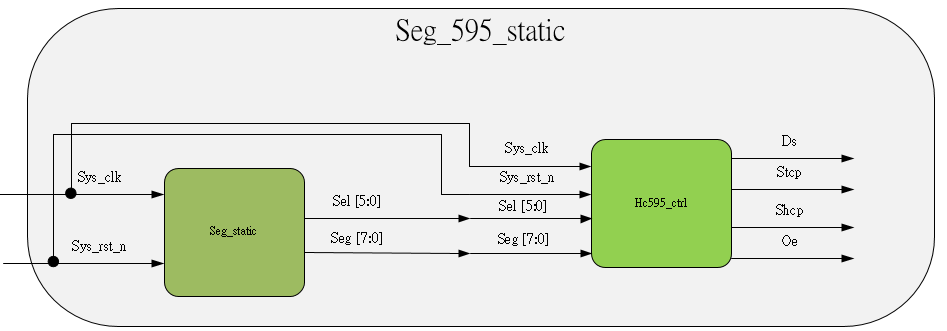 Seg_595_static
Sys_clk
Sys_rst_n
Seg_static
Sel [5:0]
Seg [7:0]
Sys_clk
Sys_rst_n
Sel [5:0]
Seg [7:0]
Hc595_ctrl
Ds
Stcp
Shcp
Oe